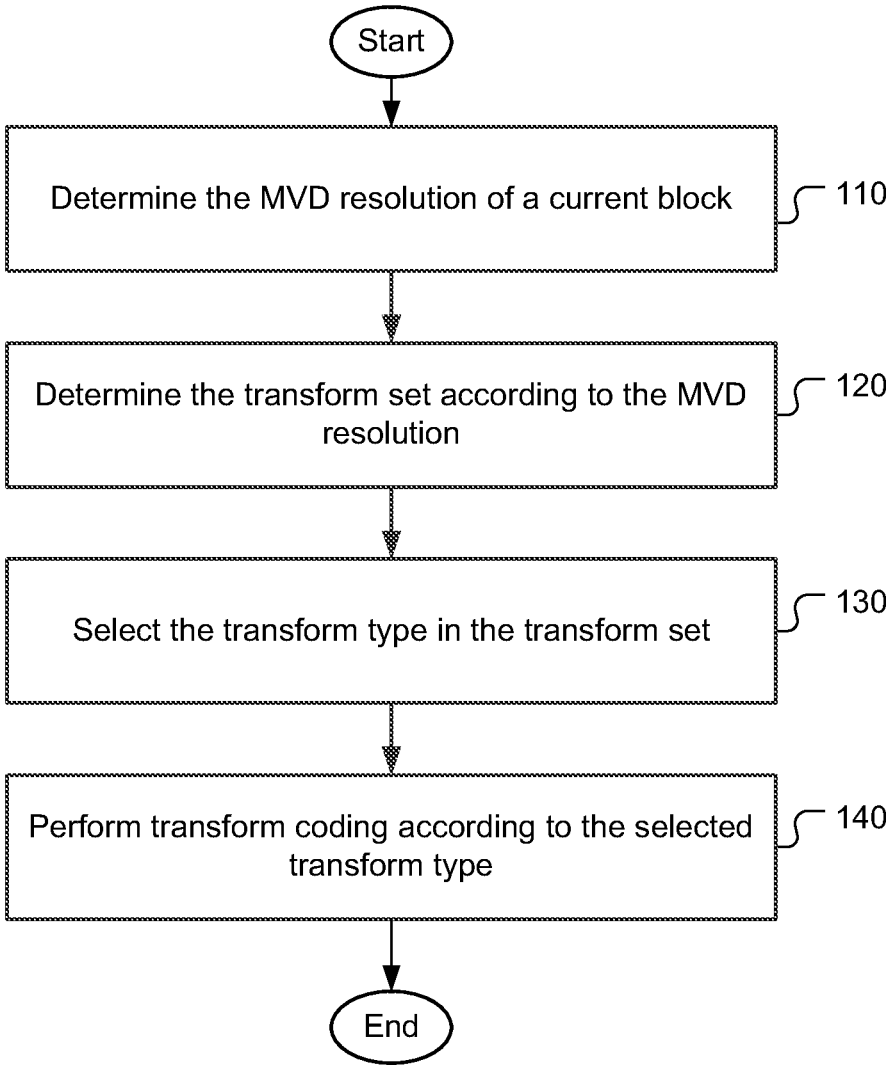 Start
Determine the MVD resolution of a current block
110
Determine the transform set according to the MVD
resolution
120
Select the transform type in the transform set
130
Perform transform coding according to the selected
transform type
140
End